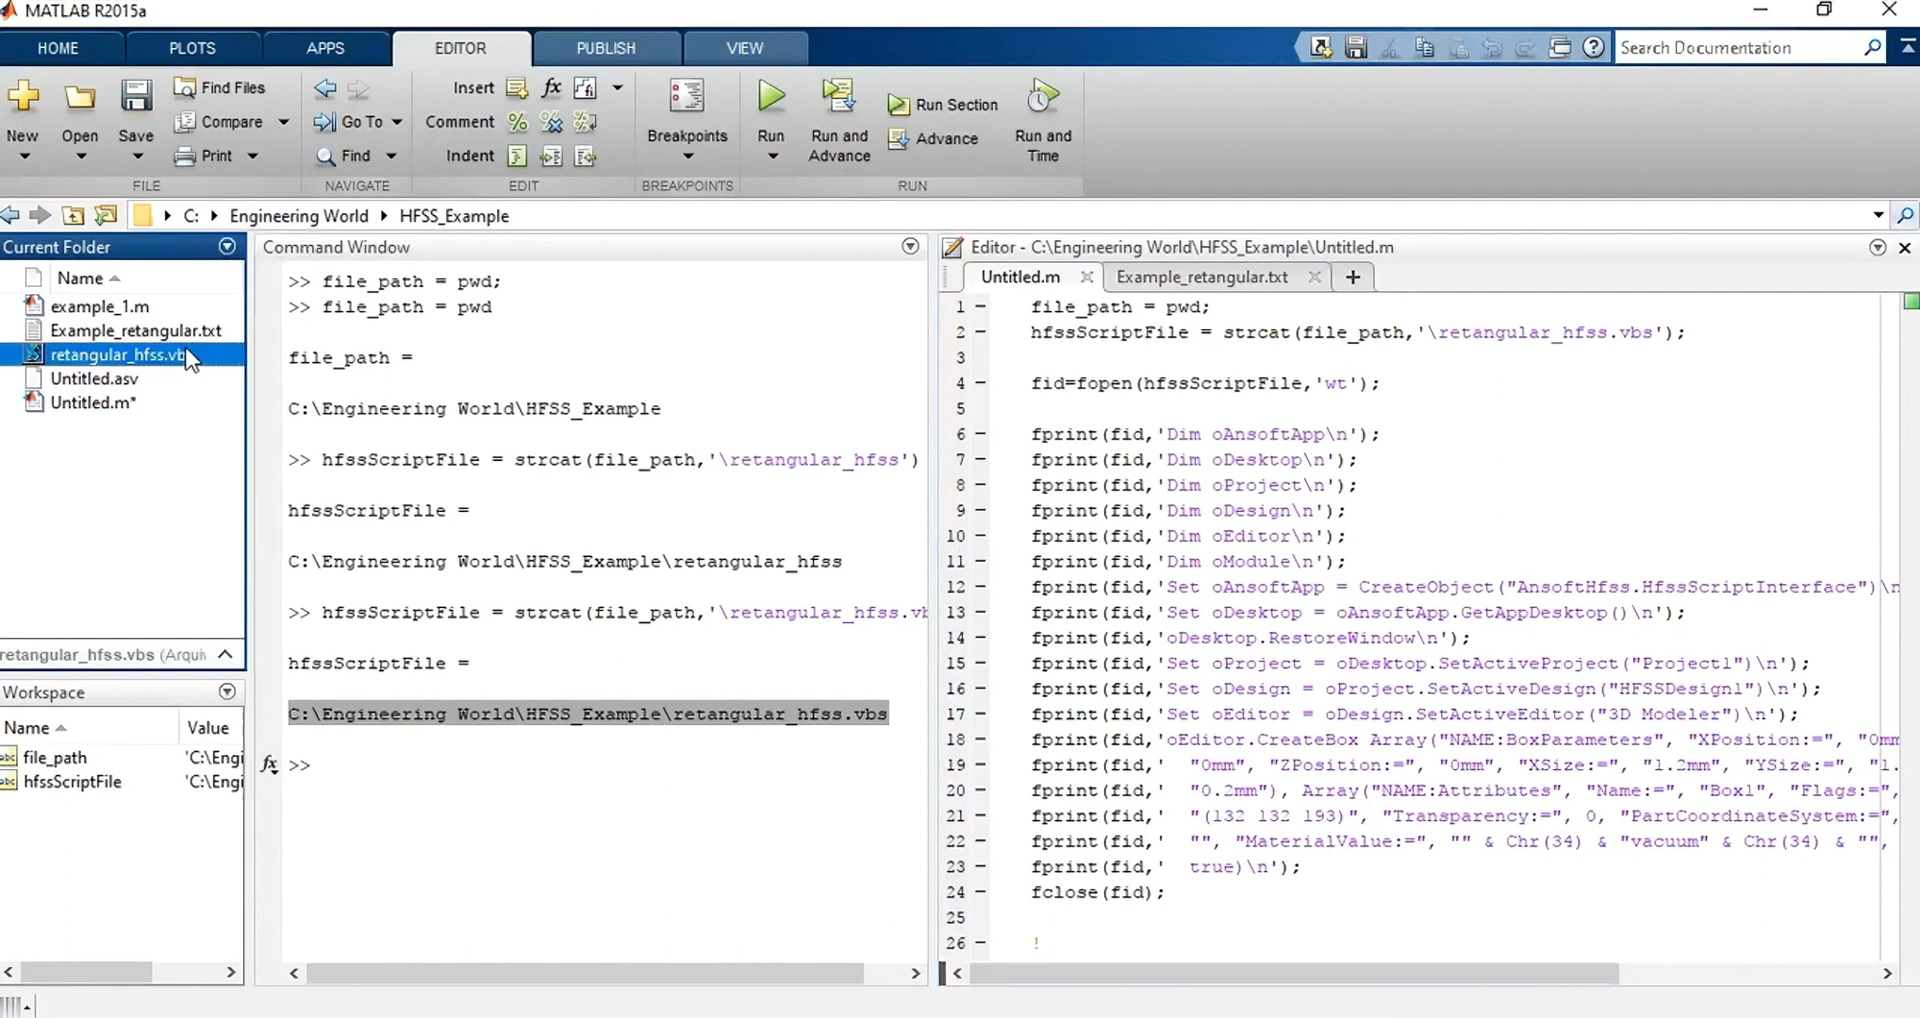 MATLAB R2015a
HOME
PLOTS
APPS
EDITOR
PUBLISH
VIEW
Search Documentation
New
Open
Save
Find Files
Compare
Print
FILE
Go To
Find
NAVIGATE
Insert
fx
Comment
Indent
EDIT
Breakpoints
BREAKPOINTS
Run
Run and Advance
Run Section
Advance
Run and Time
RUN
C: Engineering World HFSS_Example
Current Folder
Name
example_1.m
Example_retangular.txt
retangular_hfss.vb
Untitled.asv
Untitled.m*
retangular_hfss.vbs (Arqui
Workspace
Name Value
file_path 'C:\Engi
hfssScriptFile 'C:\Engi
Command Window
>> file_path = pwd;
>> file_path = pwd
file_path =
C:\Engineering World\HFSS_Example
>> hfssScriptFile = strcat(file_path,'\retangular_hfss')
hfssScriptFile =
C:\Engineering World\HFSS_Example\retangular_hfss
>> hfssScriptFile = strcat(file_path,'\retangular_hfss.vb
hfssScriptFile =
C:\Engineering World\HFSS_Example\retangular_hfss.vbs
fx >>
Editor - C:\Engineering World\HFSS_Example\Untitled.m
Untitled.m
Example_retangular.txt
1 file_path = pwd;
2 hfssScriptFile = strcat(file_path,'\retangular_hfss.vbs');
3
4 fid=fopen(hfssScriptFile,'wt');
5
6 fprint(fid,'Dim oAnsoftApp\n');
7 fprint(fid,'Dim oDesktop\n');
8 fprint(fid,'Dim oProject\n');
9 fprint(fid,'Dim oDesign\n');
10 fprint(fid,'Dim oEditor\n');
11 fprint(fid,'Dim oModule\n');
12 fprint(fid,'Set oAnsoftApp = CreateObject("AnsoftHfss.HfssScriptInterface")\n
13 fprint(fid,'Set oDesktop = oAnsoftApp.GetAppDesktop()\n');
14 fprint(fid,'oDesktop.RestoreWindow\n');
15 fprint(fid,'Set oProject = oDesktop.SetActiveProject("Project1")\n');
16 fprint(fid,'Set oDesign = oProject.SetActiveDesign("HFSSDesign1")\n');
17 fprint(fid,'Set oEditor = oDesign.SetActiveEditor("3D Modeler")\n');
18 fprint(fid,'oEditor.CreateBox Array("NAME:BoxParameters", "XPosition:=", "0mm
19 fprint(fid,' "0mm", "ZPosition:=", "0mm", "XSize:=", "1.2mm", "YSize:=", "1.
20 fprint(fid,' "0.2mm"), Array("NAME:Attributes", "Name:=", "Box1", "Flags:=",
21 fprint(fid,' "(132 132 193)", "Transparency:=", 0, "PartCoordinateSystem:=",
22 fprint(fid,' "", "MaterialValue:=", "" & Chr(34) & "vacuum" & Chr(34) & "",
23 fprint(fid,' true)\n');
24 fclose(fid);
25
26 !